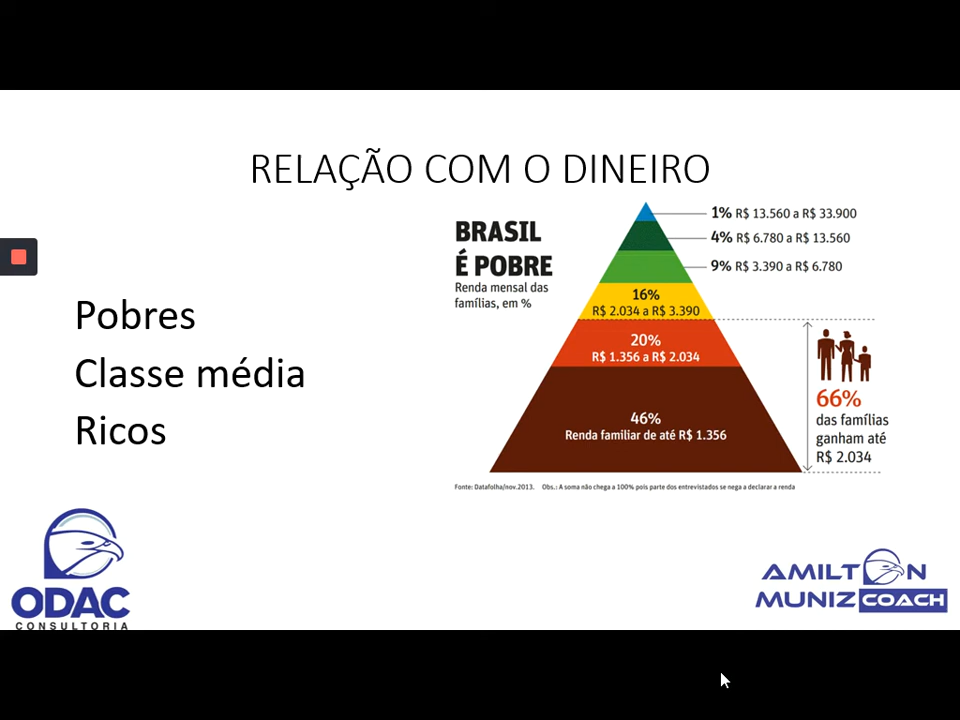 RELAÇÃO COM O DINEIRO
BRASIL
É POBRE
Renda mensal das
famílias, em %
1% R$ 13.560 a R$ 33.900
4% R$ 6.780 a R$ 13.560
9% R$ 3.390 a R$ 6.780
16%
R$ 2.034 a R$ 3.390
20%
R$ 1.356 a R$ 2.034
46%
Renda familiar de até R$ 1.356
66%
das famílias
ganham até
R$ 2.034
Pobres
Classe média
Ricos
Fonte: Datafolha/nov.2013. Obs.: A soma não chega a 100% pois parte dos entrevistados se nega a declarar a renda
ODAC
CONSULTORIA
AMILTON
MUNIZ COACH